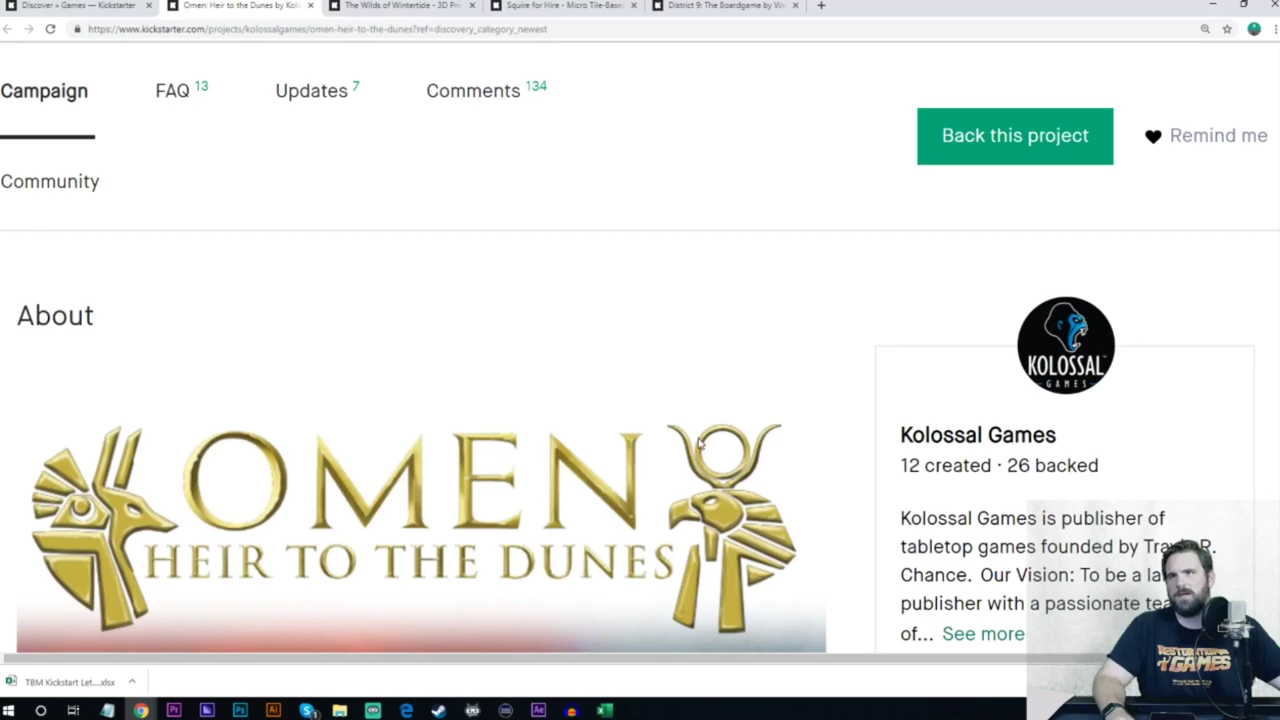 Discover » Games — Kickstarter
Omen: Heir to the Dunes by Kolo
The Wilds of Wintertide - 3D Pri
Squire for Hire - Micro Tile-Base
District 9: The Boardgame by We
https://www.kickstarter.com/projects/kolossalgames/omen-heir-to-the-dunes?ref=discovery_category_newest
Campaign
FAQ 13
Updates 7
Comments 134
Back this project
Remind me
Community
About
OMEN
HEIR TO THE DUNES
KOLOSSAL
GAMES
Kolossal Games
12 created · 26 backed
Kolossal Games is publisher of
tabletop games founded by R.
Chance. Our Vision: To be a
publisher with a passionate
of... See more
GAMES
TBM Kickstart Let....xlsx